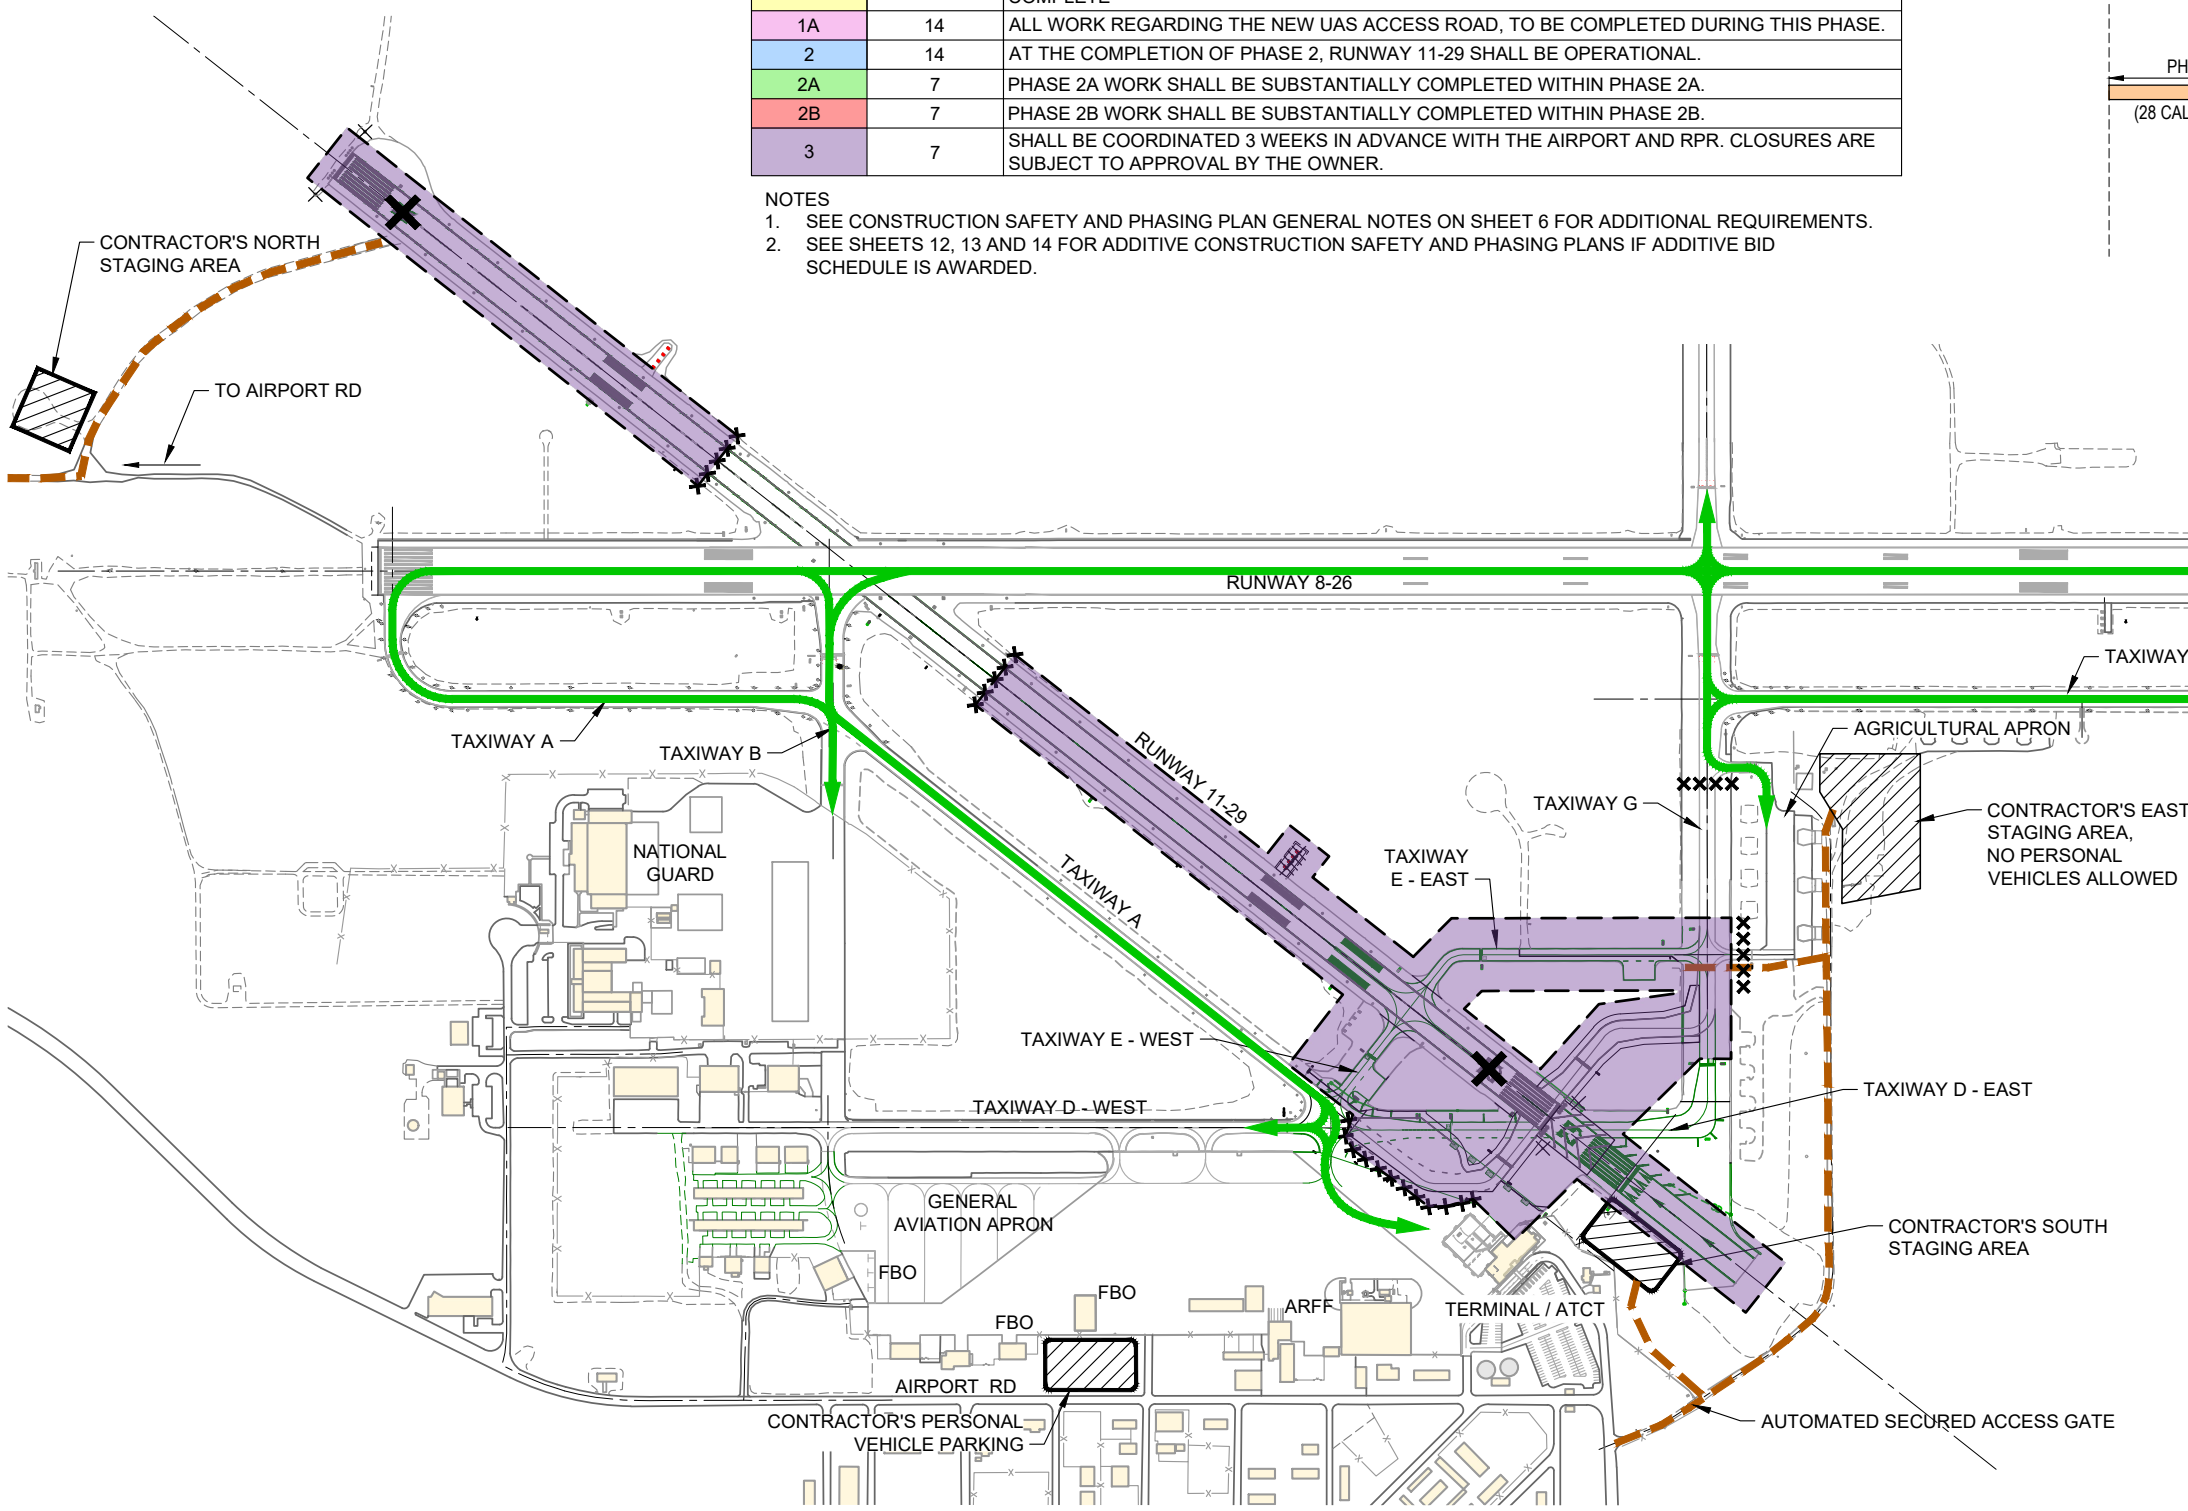 COMPLETE
1A 14 ALL WORK REGARDING THE NEW UAS ACCESS ROAD, TO BE COMPLETED DURING THIS PHASE.
2 14 AT THE COMPLETION OF PHASE 2, RUNWAY 11-29 SHALL BE OPERATIONAL.
2A 7 PHASE 2A WORK SHALL BE SUBSTANTIALLY COMPLETED WITHIN PHASE 2A.
2B 7 PHASE 2B WORK SHALL BE SUBSTANTIALLY COMPLETED WITHIN PHASE 2B.
3 7 SHALL BE COORDINATED 3 WEEKS IN ADVANCE WITH THE AIRPORT AND RPR. CLOSURES ARE
SUBJECT TO APPROVAL BY THE OWNER.
PH
(28 CAL
NOTES
1. SEE CONSTRUCTION SAFETY AND PHASING PLAN GENERAL NOTES ON SHEET 6 FOR ADDITIONAL REQUIREMENTS.
2. SEE SHEETS 12, 13 AND 14 FOR ADDITIVE CONSTRUCTION SAFETY AND PHASING PLANS IF ADDITIVE BID
SCHEDULE IS AWARDED.
CONTRACTOR'S NORTH
STAGING AREA
TO AIRPORT RD
RUNWAY 8-26
TAXIWAY
TAXIWAY A
TAXIWAY B
RUNWAY 11-29
AGRICULTURAL APRON
TAXIWAY G
CONTRACTOR'S EAST
STAGING AREA,
NO PERSONAL
VEHICLES ALLOWED
NATIONAL
GUARD
TAXIWAY A
TAXIWAY
E - EAST
TAXIWAY E - WEST
TAXIWAY D - EAST
TAXIWAY D - WEST
GENERAL
AVIATION APRON
CONTRACTOR'S SOUTH
STAGING AREA
FBO
FBO
FBO
ARFF
TERMINAL / ATCT
AIRPORT RD
CONTRACTOR'S PERSONAL
VEHICLE PARKING
AUTOMATED SECURED ACCESS GATE